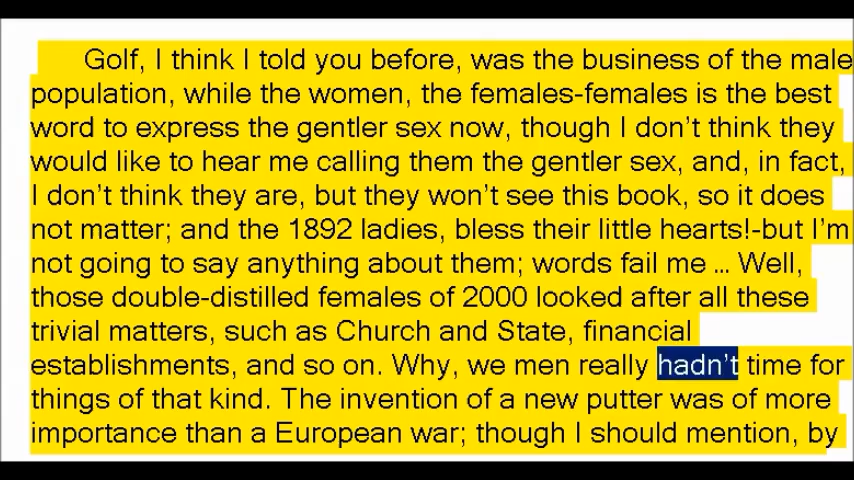 Golf, I think I told you before, was the business of the male
population, while the women, the females-females is the best
word to express the gentler sex now, though I don't think they
would like to hear me calling them the gentler sex, and, in fact,
I don't think they are, but they won't see this book, so it does
not matter; and the 1892 ladies, bless their little hearts!-but I'm
not going to say anything about them; words fail me ... Well,
those double-distilled females of 2000 looked after all these
trivial matters, such as Church and State, financial
establishments, and so on. Why, we men really hadn't time for
things of that kind. The invention of a new putter was of more
importance than a European war; though I should mention, by